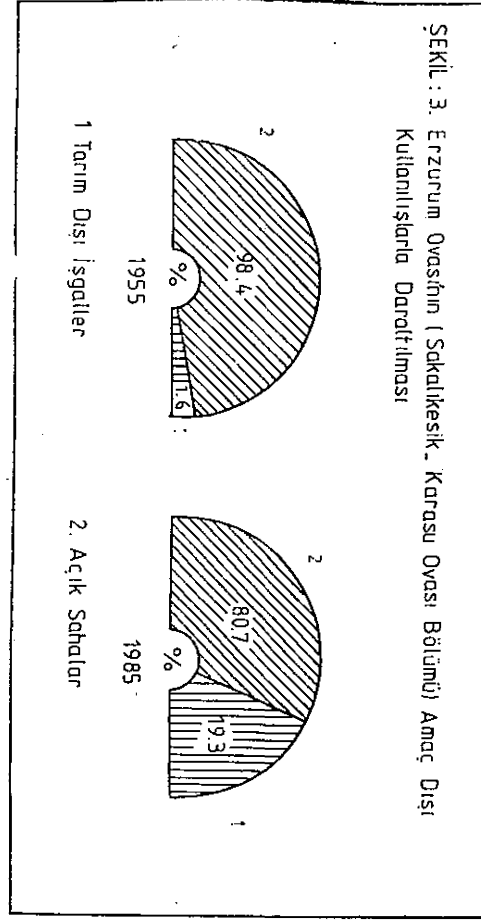 ŞEKİL: 3. Erzurum Ovasının ( Sakalıkesik_ Karasu Ovası Bölümü) Amaç Dışı
Kullanılışlarla Daraltılması
2
98.4
1.6
%
1955
2
80.7
19.3
1
%
1985
1 Tarım Dışı İşgaller
2. Açık Sahalar